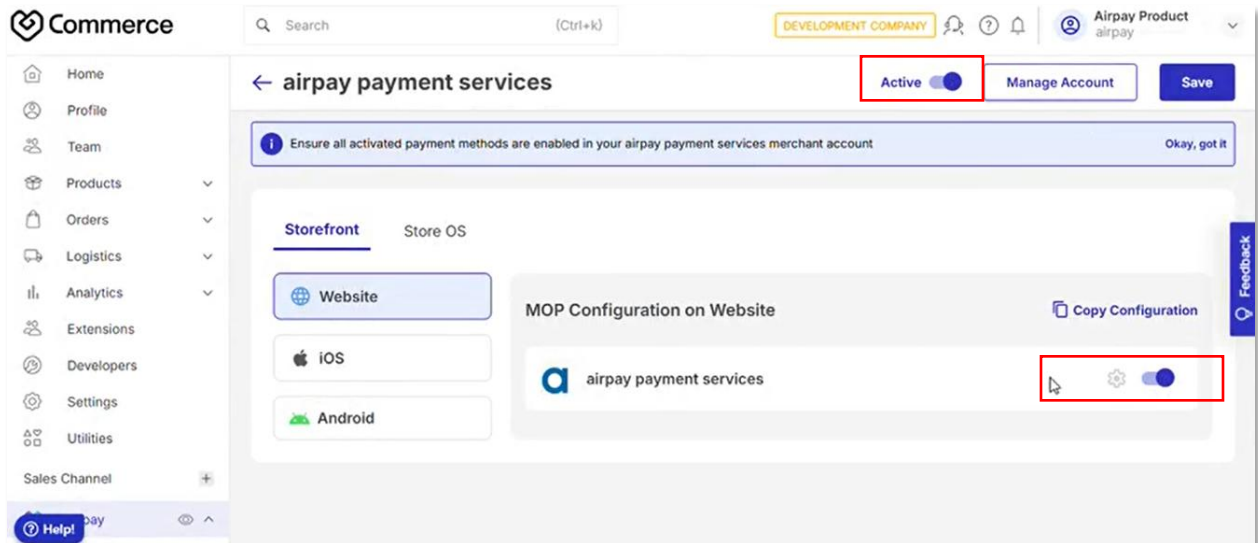 Commerce
Search (Ctrl+k)
DEVELOPMENT COMPANY
Airpay Product
airpay
Home
Profile
Team
Products
Orders
Logistics
Analytics
Extensions
Developers
Settings
Utilities
Sales Channel +
pay
Help!
airpay payment services
Active
Manage Account
Save
Ensure all activated payment methods are enabled in your airpay payment services merchant account
Okay, got it
Storefront
Store OS
Website
iOS
Android
MOP Configuration on Website
Copy Configuration
airpay payment services
Feedback